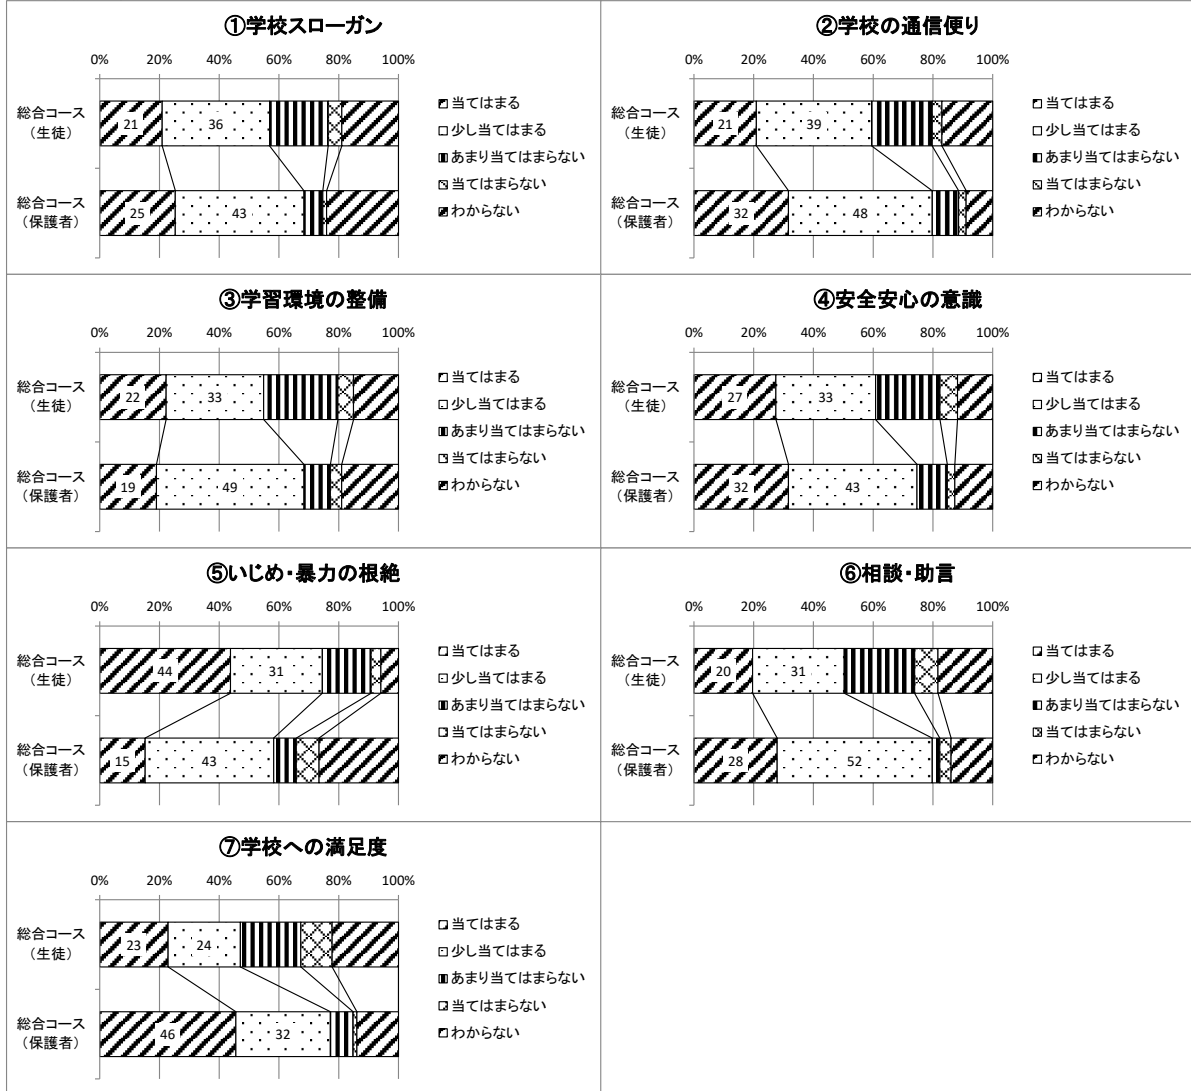 ①学校スローガン
0% 20% 40% 60% 80% 100%
総合コース
(生徒)
21 36
総合コース
(保護者)
25 43
当てはまる
少し当てはまる
あまり当てはまらない
当てはまらない
わからない
②学校の通信便り
0% 20% 40% 60% 80% 100%
総合コース
(生徒)
21 39
総合コース
(保護者)
32 48
当てはまる
少し当てはまる
あまり当てはまらない
当てはまらない
わからない
③学習環境の整備
0% 20% 40% 60% 80% 100%
総合コース
(生徒)
22 33
総合コース
(保護者)
19 49
当てはまる
少し当てはまる
あまり当てはまらない
当てはまらない
わからない
④安全安心の意識
0% 20% 40% 60% 80% 100%
総合コース
(生徒)
27 33
総合コース
(保護者)
32 43
当てはまる
少し当てはまる
あまり当てはまらない
当てはまらない
わからない
⑤いじめ・暴力の根絶
0% 20% 40% 60% 80% 100%
総合コース
(生徒)
44 31
総合コース
(保護者)
15 43
当てはまる
少し当てはまる
あまり当てはまらない
当てはまらない
わからない
⑥相談・助言
0% 20% 40% 60% 80% 100%
総合コース
(生徒)
20 31
総合コース
(保護者)
28 52
当てはまる
少し当てはまる
あまり当てはまらない
当てはまらない
わからない
⑦学校への満足度
0% 20% 40% 60% 80% 100%
総合コース
(生徒)
23 24
総合コース
(保護者)
46 32
当てはまる
少し当てはまる
あまり当てはまらない
当てはまらない
わからない